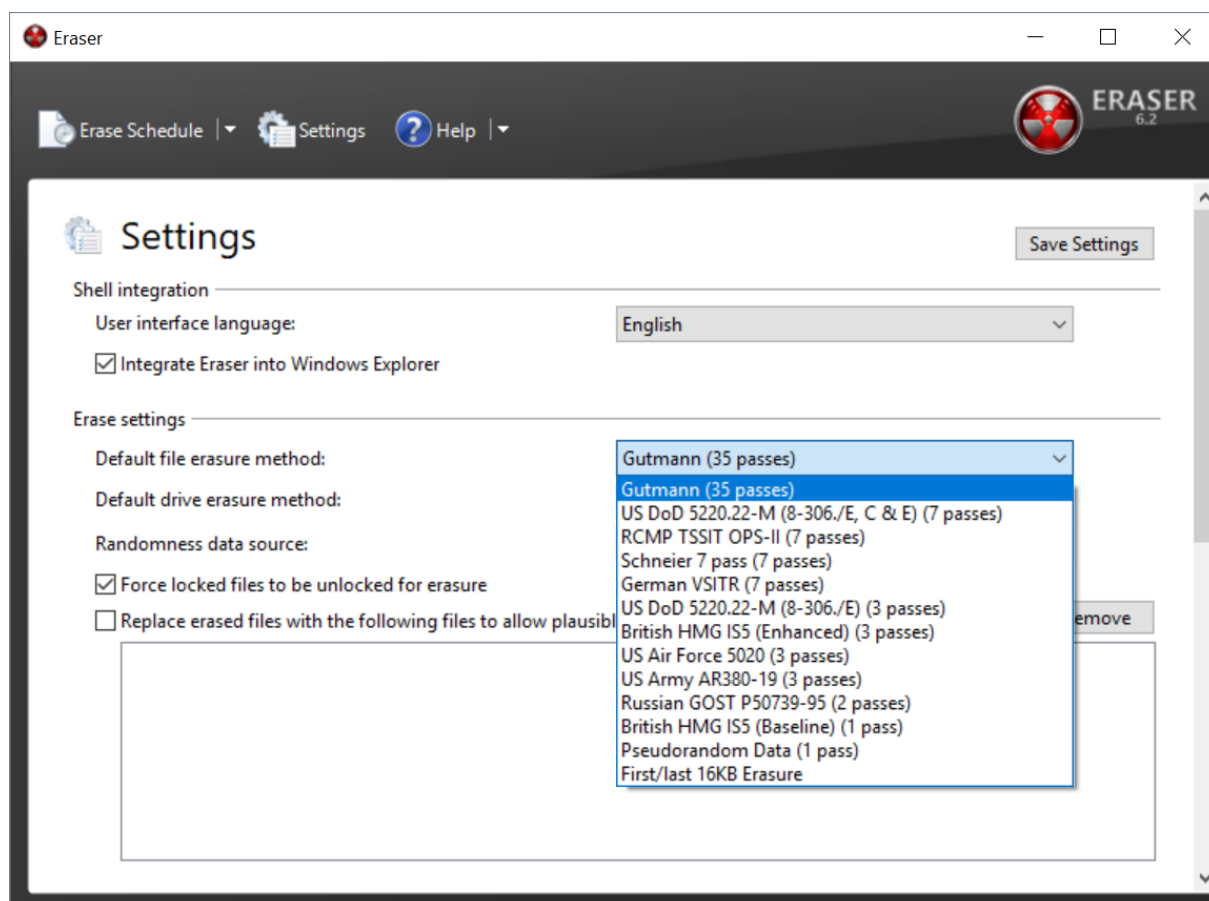 Eraser
Erase Schedule
Settings
Help
ERASER
6.2
Settings
Save Settings
Shell integration
User interface language:
English
Integrate Eraser into Windows Explorer
Erase settings
Default file erasure method:
Gutmann (35 passes)
Default drive erasure method:
Randomness data source:
Force locked files to be unlocked for erasure
Replace erased files with the following files to allow plausibl
emove
Gutmann (35 passes)
US DoD 5220.22-M (8-306./E, C & E) (7 passes)
RCMP TSSIT OPS-II (7 passes)
Schneier 7 pass (7 passes)
German VSITR (7 passes)
US DoD 5220.22-M (8-306./E) (3 passes)
British HMG IS5 (Enhanced) (3 passes)
US Air Force 5020 (3 passes)
US Army AR380-19 (3 passes)
Russian GOST P50739-95 (2 passes)
British HMG IS5 (Baseline) (1 pass)
Pseudorandom Data (1 pass)
First/last 16KB Erasure